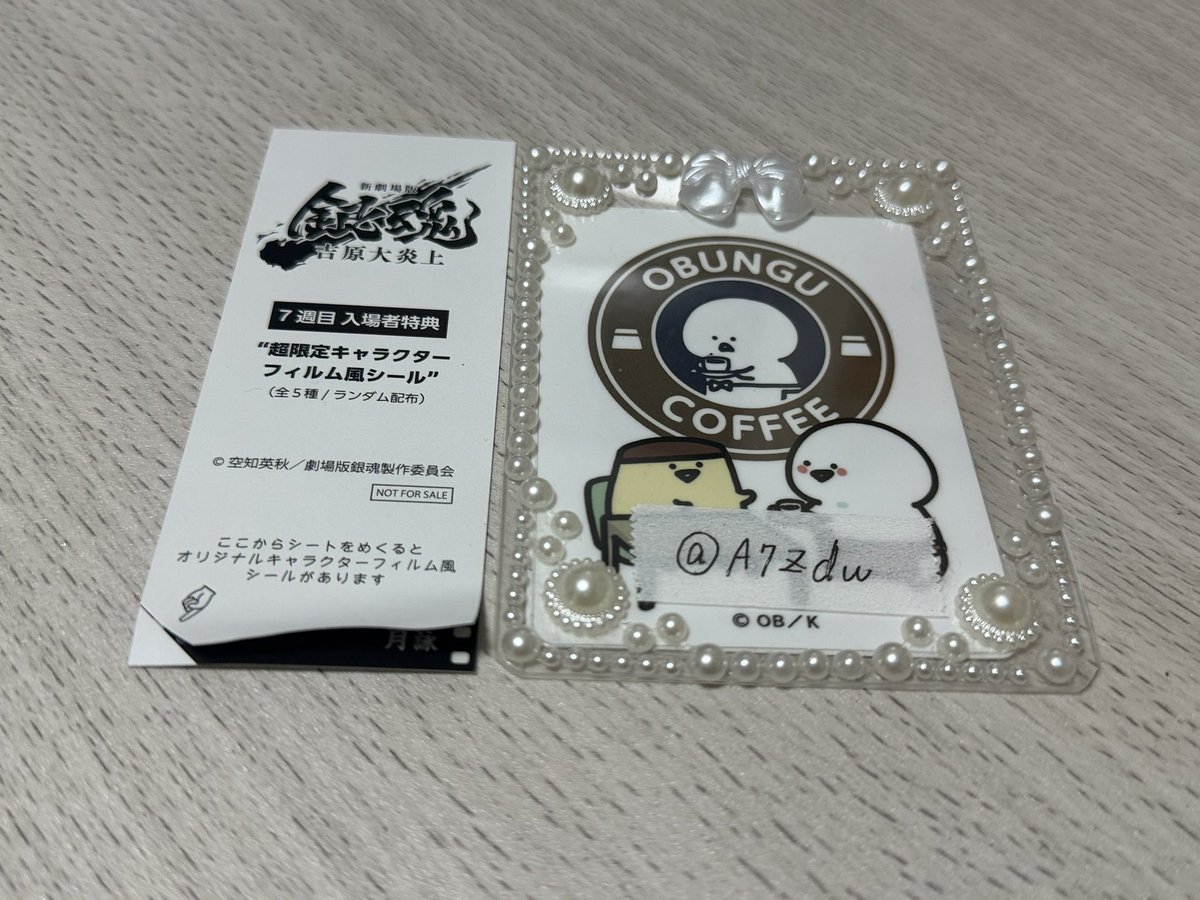 新劇場版
銀魂
吉原大炎上
7週目 入場者特典
“超限定キャラクター
フィルム風シール”
(全5種/ランダム配布)
© 空知英秋/劇場版銀魂製作委員会
NOT FOR SALE
ここからシートをめくると
オリジナルキャラクターフィルム風
シールがあります
月詠
OBUNGU
COFFEE
@A7zdw
© OB/K